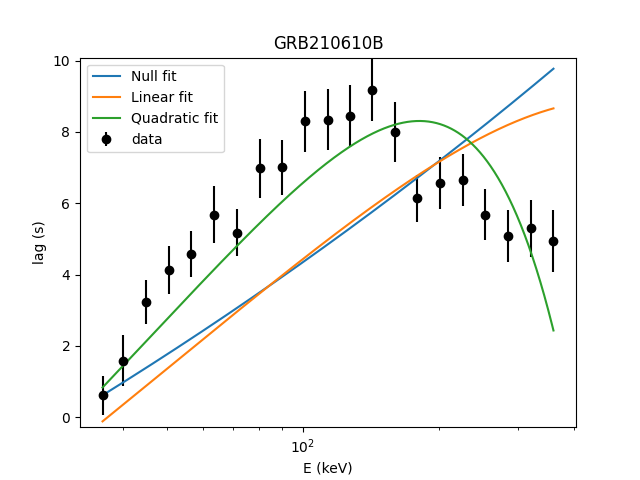 GRB210610B
Null fit
Linear fit
Quadratic fit
data
10
8
6
4
2
0
lag (s)
10²
E (keV)